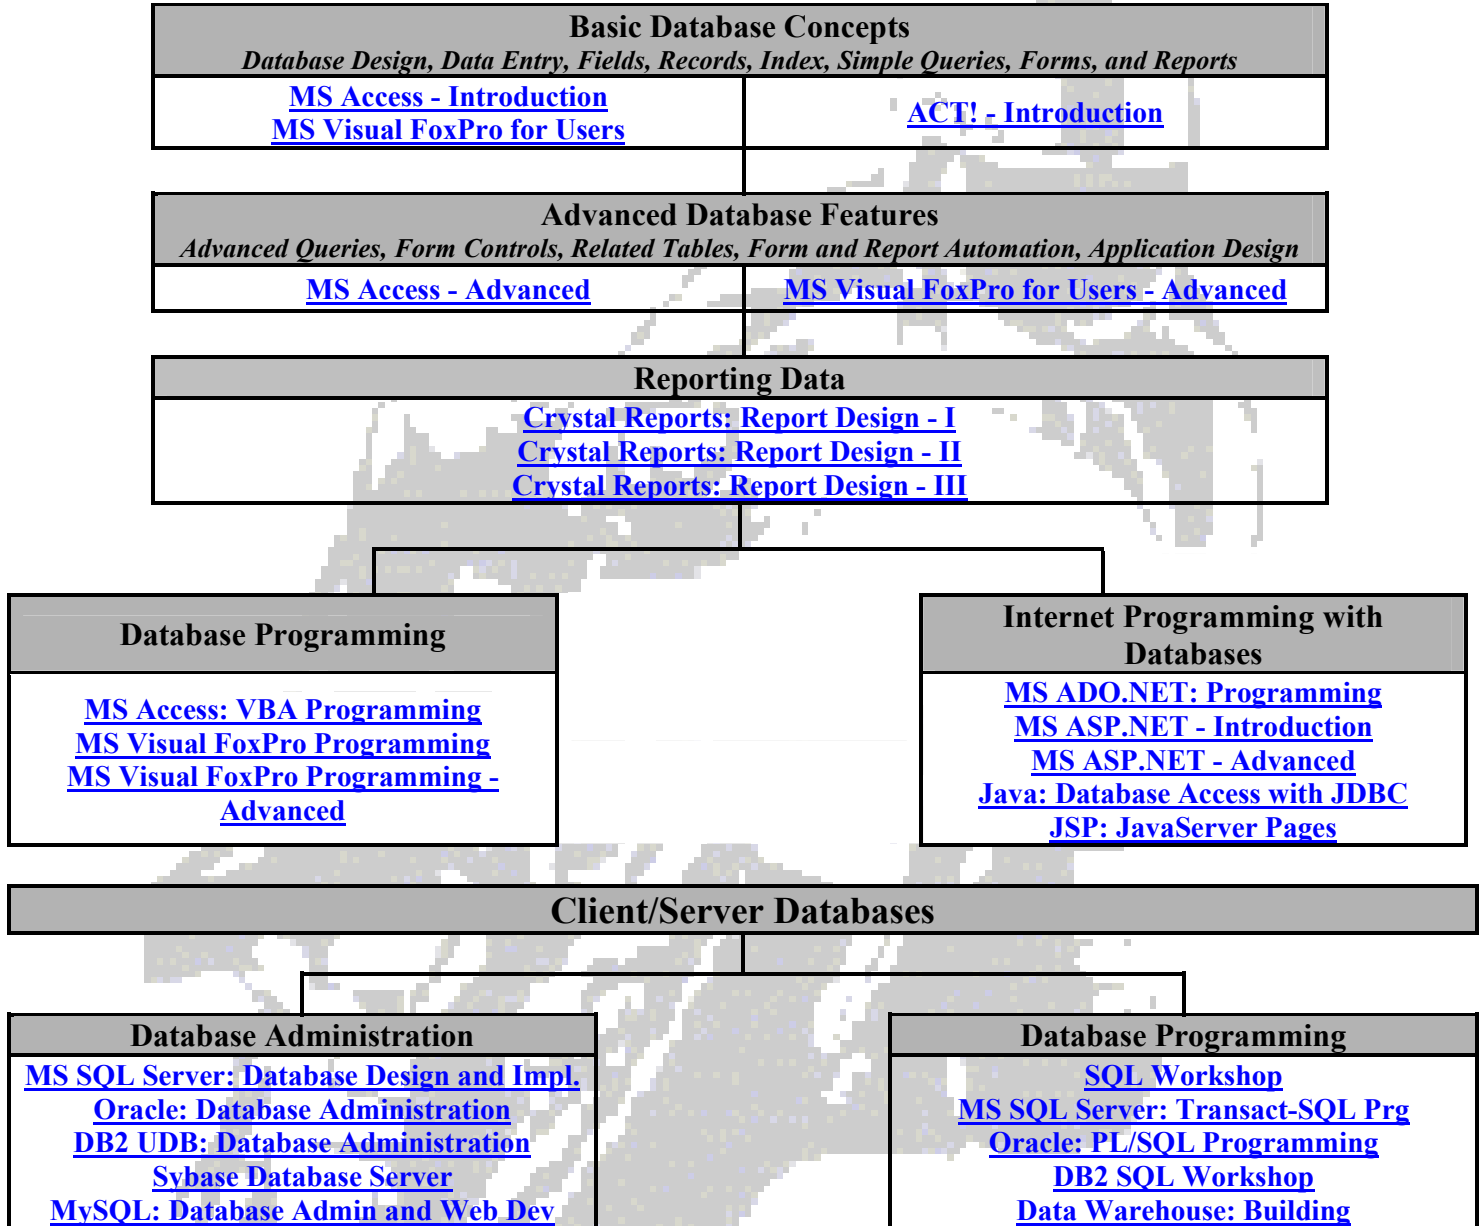 Basic Database Concepts
Database Design, Data Entry, Fields, Records, Index, Simple Queries, Forms, and Reports
MS Access - Introduction
MS Visual FoxPro for Users
ACT! - Introduction
Advanced Database Features
Advanced Queries, Form Controls, Related Tables, Form and Report Automation, Application Design
MS Access - Advanced
MS Visual FoxPro for Users - Advanced
Reporting Data
Crystal Reports: Report Design - I
Crystal Reports: Report Design - II
Crystal Reports: Report Design - III
Database Programming
MS Access: VBA Programming
MS Visual FoxPro Programming
MS Visual FoxPro Programming -
Advanced
Internet Programming with
Databases
MS ADO.NET: Programming
MS ASP.NET - Introduction
MS ASP.NET - Advanced
Java: Database Access with JDBC
JSP: JavaServer Pages
Client/Server Databases
Database Administration
MS SQL Server: Database Design and Impl.
Oracle: Database Administration
DB2 UDB: Database Administration
Sybase Database Server
MySQL: Database Admin and Web Dev
Database Programming
SQL Workshop
MS SQL Server: Transact-SQL Prg
Oracle: PL/SQL Programming
DB2 SQL Workshop
Data Warehouse: Building